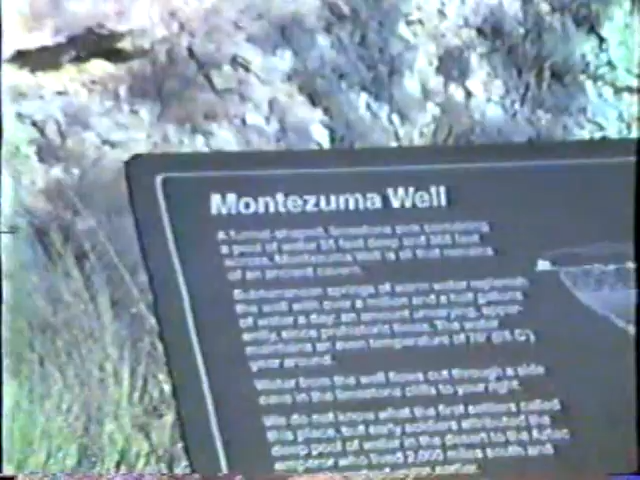 Montezuma Well
A funnel-shaped, limestone sink containing
a pool of water 55 feet deep and 368 feet
across, Montezuma Well is all that remains
of an ancient cavern.
Subterranean springs of warm water replenish
the well with over a million and a half gallons
of water a day, an amount unvarying, appar-
ently, since prehistoric times. The water
maintains an even temperature of 76° (
year around.
Water from the well flows out through a side
cave in the limestone cliffs to your right.
We do not know what the first settlers called
this place, but early soldiers attributed the
deep pool of water in the desert to the Aztec
emperor who lived 2,000 miles south and
earlier.